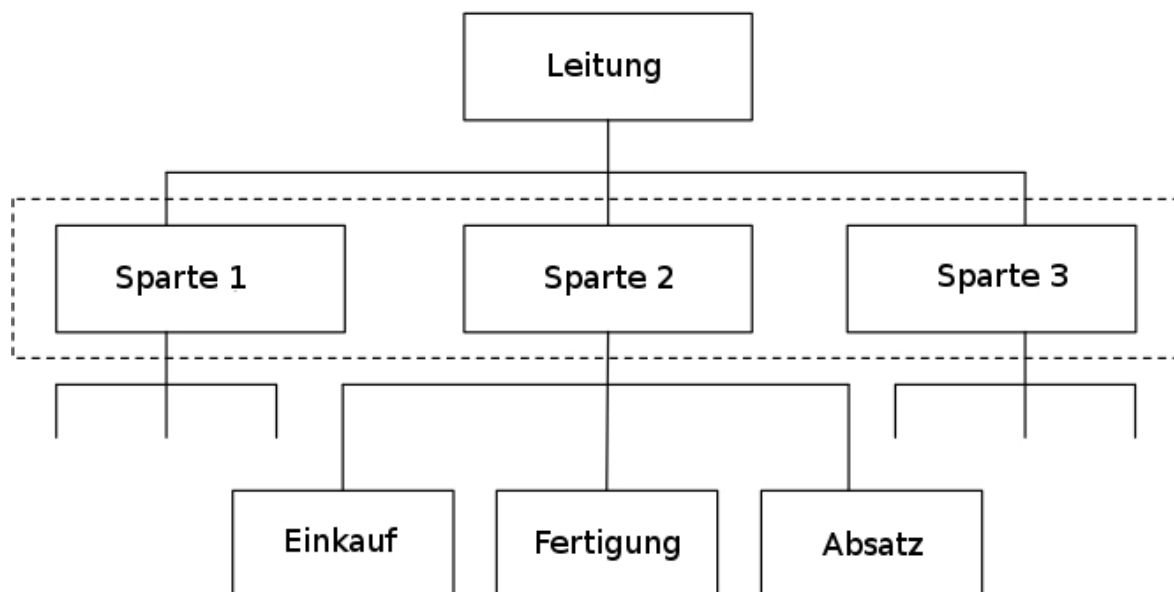 Leitung
Sparte 1
Sparte 2
Sparte 3
Einkauf
Fertigung
Absatz